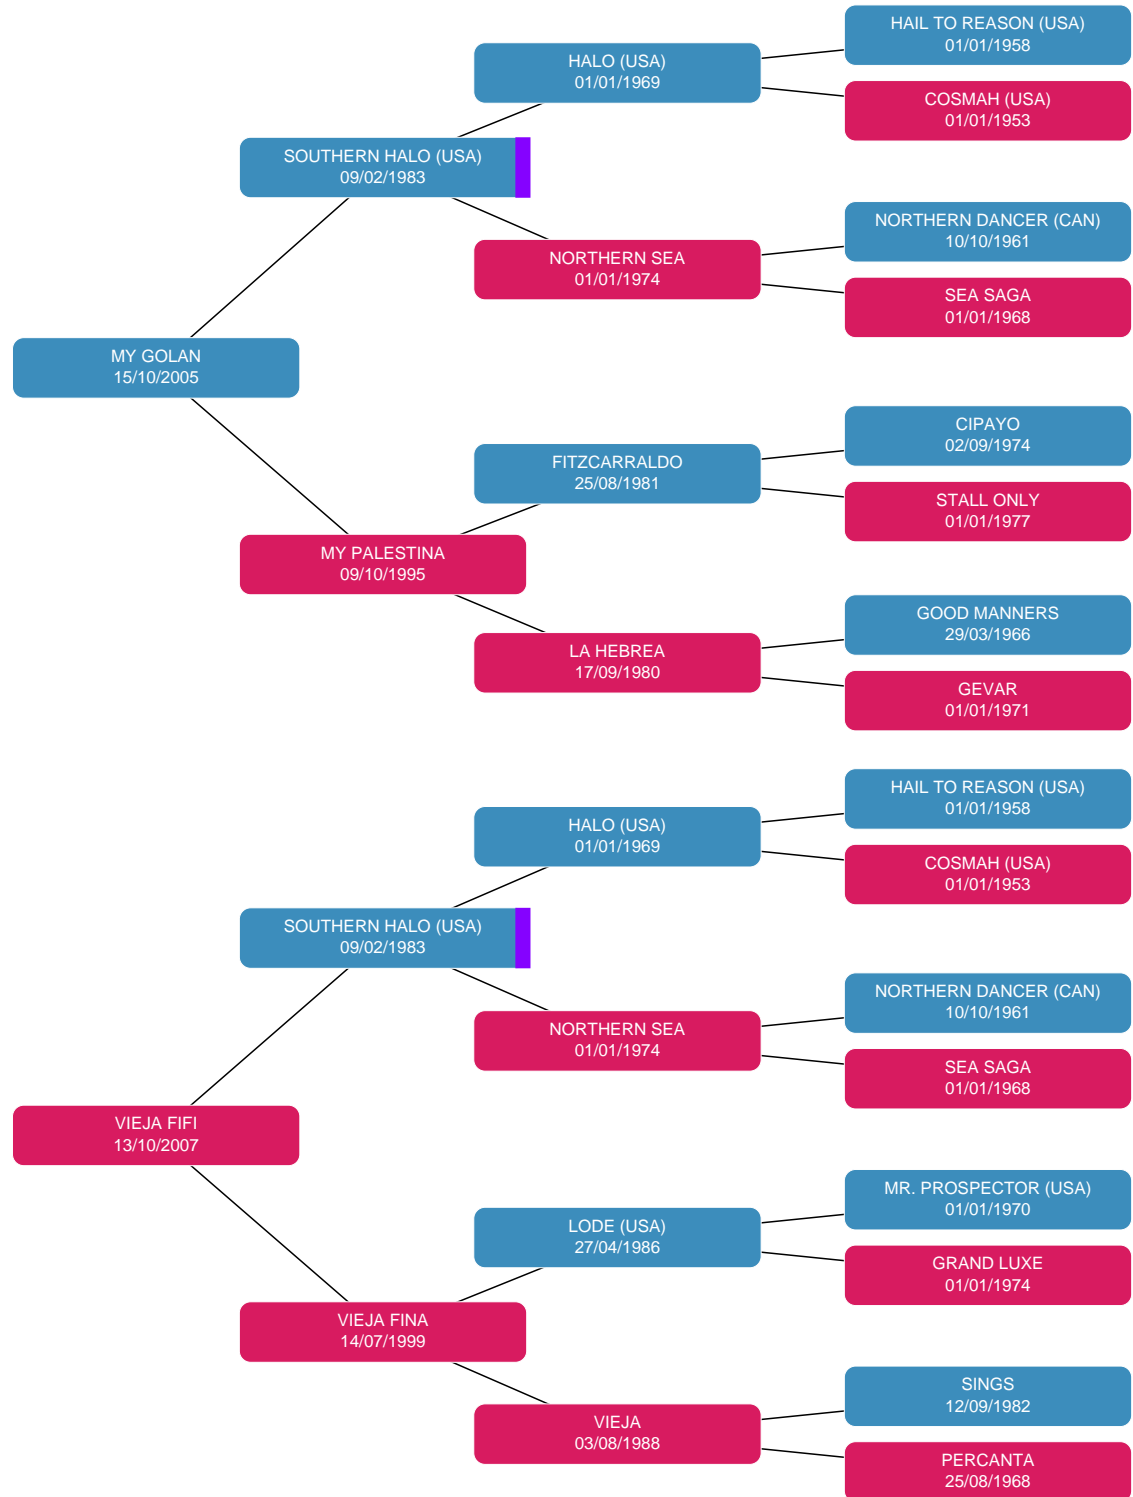 HAIL TO REASON (USA)
01/01/1958
HALO (USA)
01/01/1969
COSMAH (USA)
01/01/1953
SOUTHERN HALO (USA)
09/02/1983
NORTHERN DANCER (CAN)
10/10/1961
NORTHERN SEA
01/01/1974
SEA SAGA
01/01/1968
MY GOLAN
15/10/2005
CIPAYO
02/09/1974
FITZCARRALDO
25/08/1981
STALL ONLY
01/01/1977
MY PALESTINA
09/10/1995
GOOD MANNERS
29/03/1966
LA HEBREA
17/09/1980
GEVAR
01/01/1971
HAIL TO REASON (USA)
01/01/1958
HALO (USA)
01/01/1969
COSMAH (USA)
01/01/1953
SOUTHERN HALO (USA)
09/02/1983
NORTHERN DANCER (CAN)
10/10/1961
NORTHERN SEA
01/01/1974
SEA SAGA
01/01/1968
VIEJA FIFI
13/10/2007
MR. PROSPECTOR (USA)
01/01/1970
LODE (USA)
27/04/1986
GRAND LUXE
01/01/1974
VIEJA FINA
14/07/1999
SINGS
12/09/1982
VIEJA
03/08/1988
PERCANTA
25/08/1968